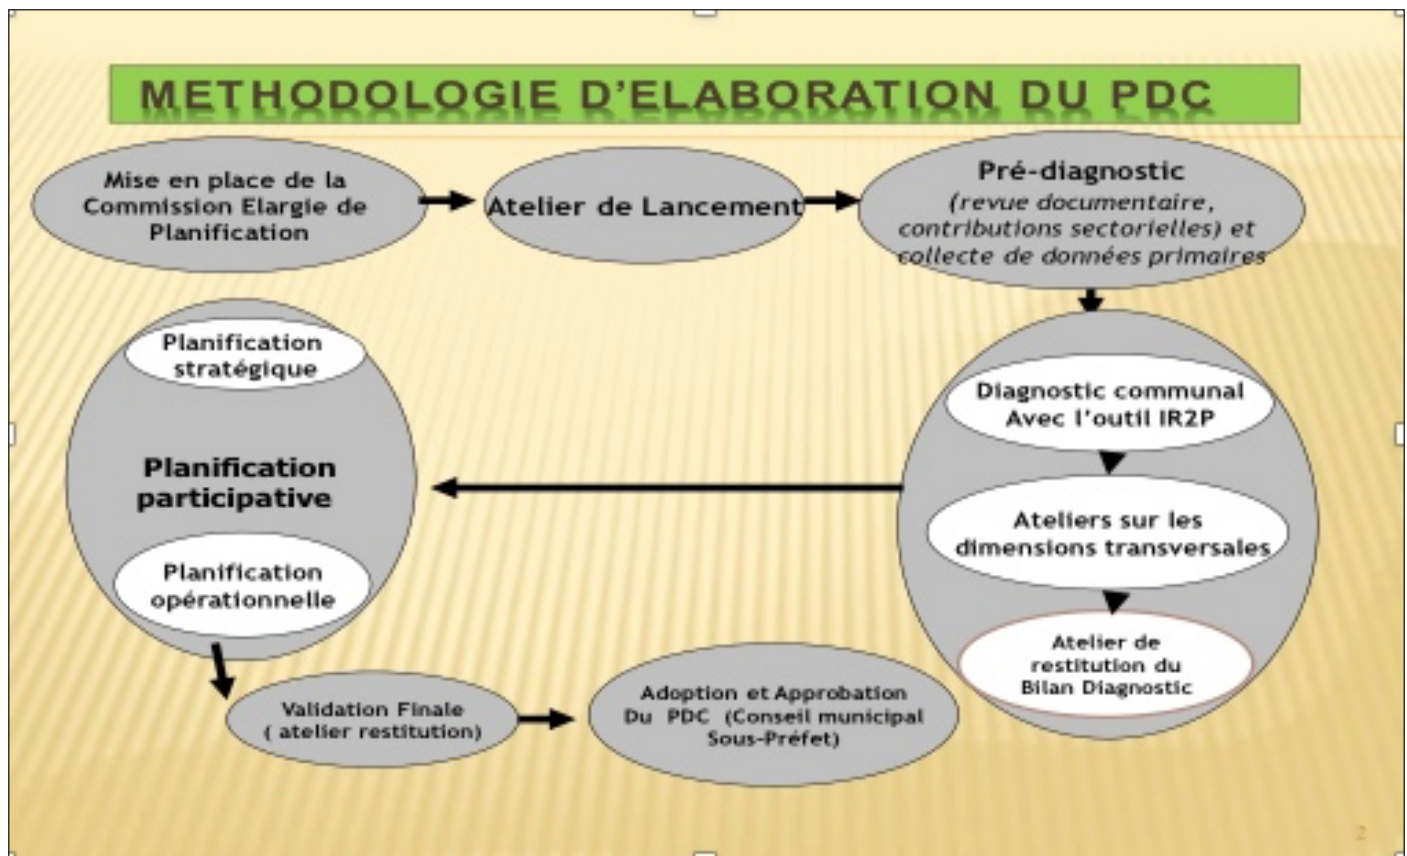 METHODOLOGIE D'ELABORATION DU PDC
Mise en place de la
Commission Elargie de
Planification
Atelier de Lancement
Pré-diagnostic
(revue documentaire,
contributions sectorielles) et
collecte de données primaires
Diagnostic communal
Avec l'outil IR2P
Ateliers sur les
dimensions transversales
Atelier de
restitution du
Bilan Diagnostic
Planification
stratégique
Planification
participative
Planification
opérationnelle
Validation Finale
( atelier restitution)
Adoption et Approbation
Du PDC (Conseil municipal
Sous-Préfet)
2